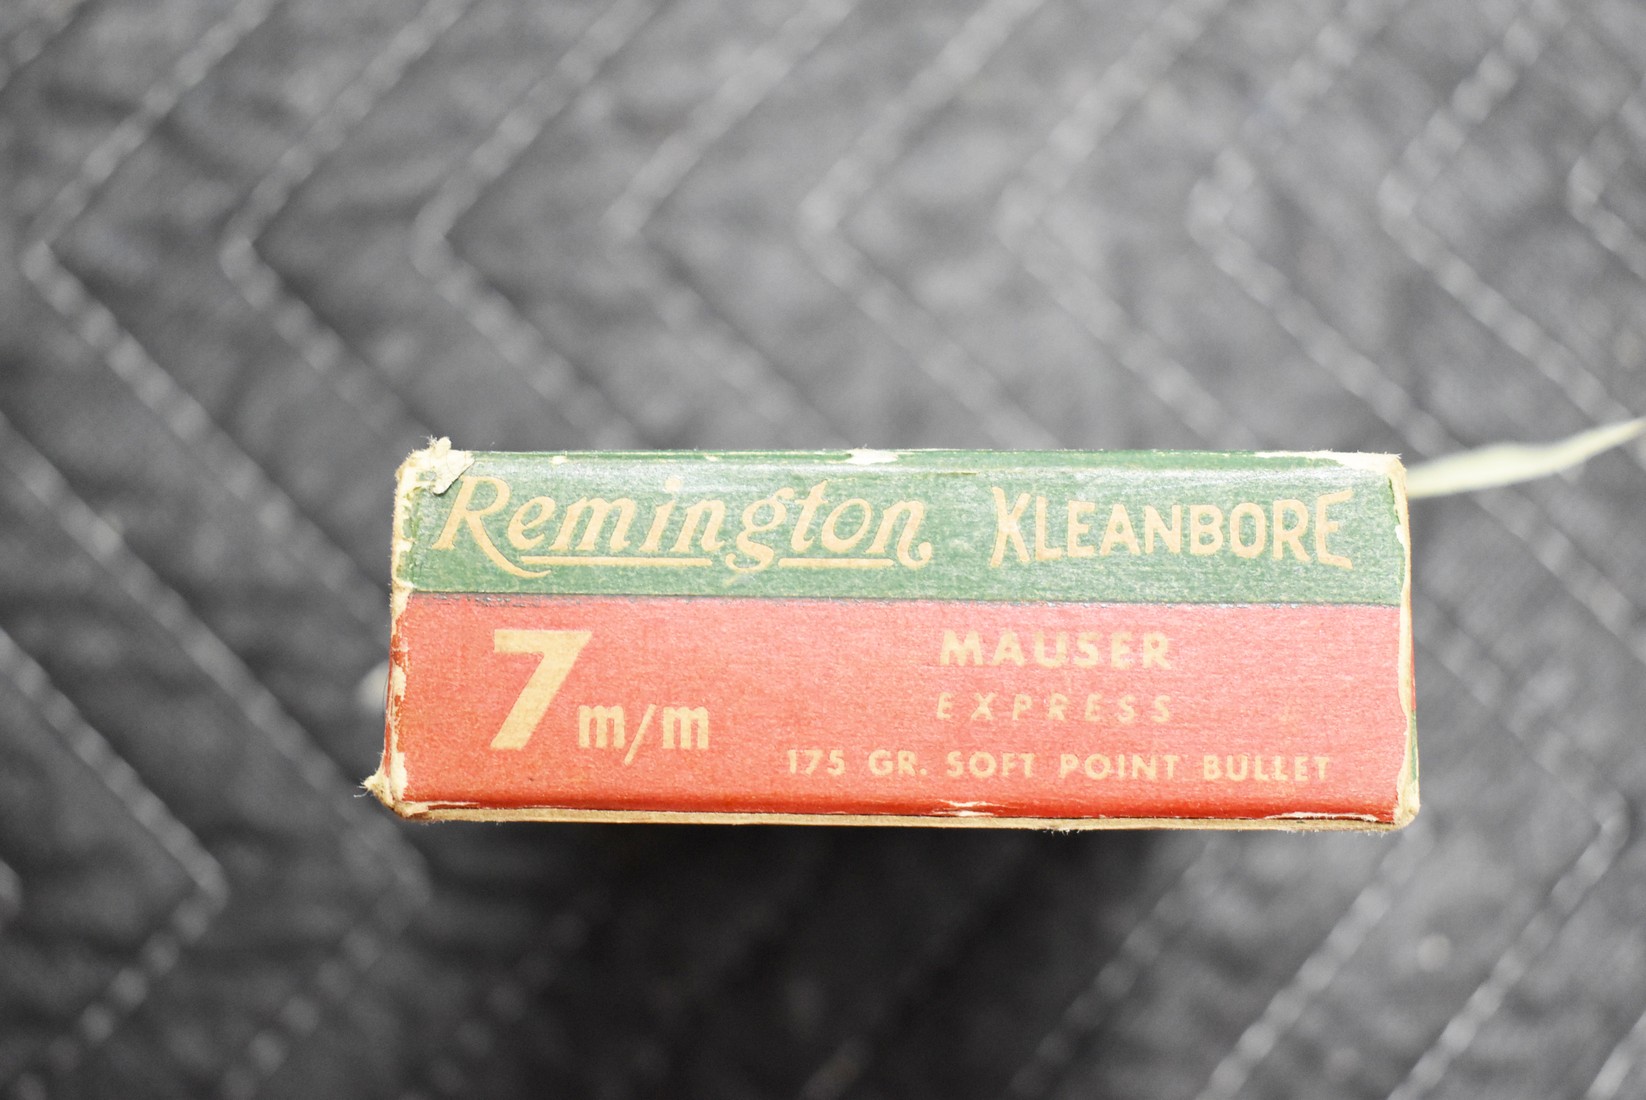 Remington KLEANBORE
7 m/m
MAUSER
EXPRESS
175 GR. SOFT POINT BULLET